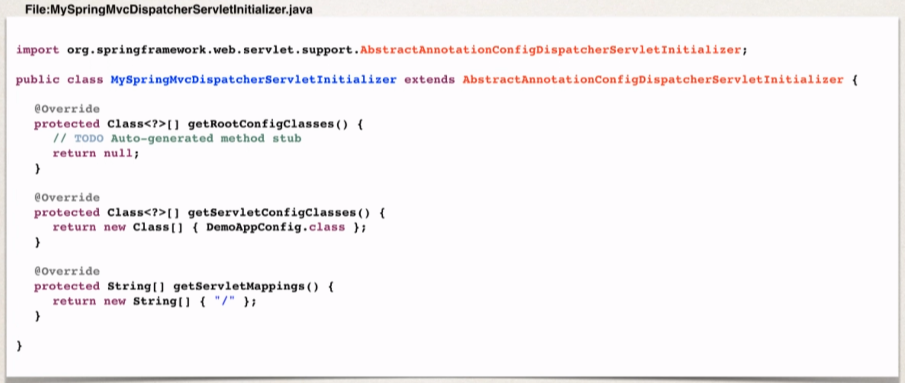 File:MySpringMvcDispatcherServletInitializer.java
import org.springframework.web.servlet.support.AbstractAnnotationConfigDispatcherServletInitializer;
public class MySpringMvcDispatcherServletInitializer extends AbstractAnnotationConfigDispatcherServletInitializer {
@Override
protected Class<?>[] getRootConfigClasses() {
// TODO Auto-generated method stub
return null;
}
@Override
protected Class<?>[] getServletConfigClasses() {
return new Class[] { DemoAppConfig.class };
}
@Override
protected String[] getServletMappings() {
return new String[] { "/" };
}
}